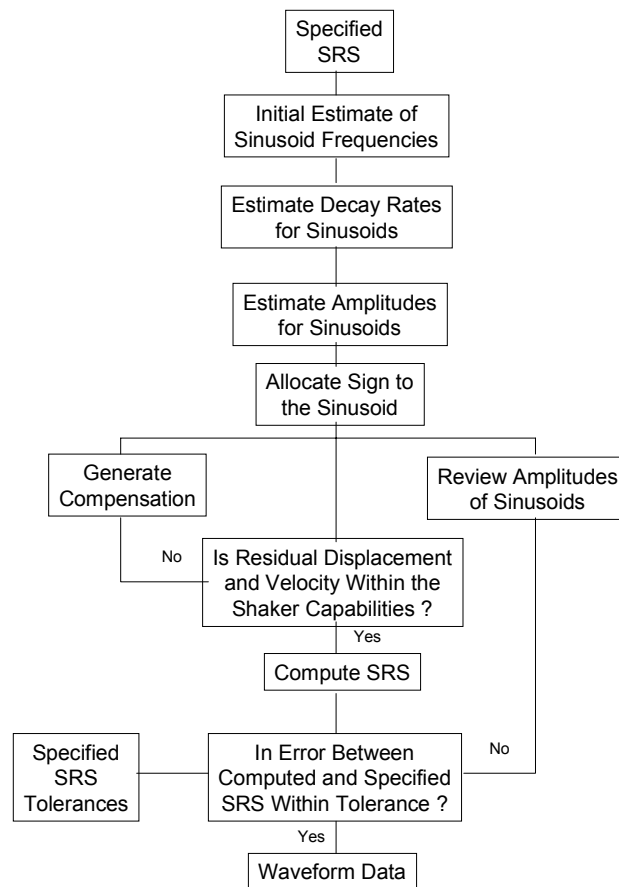 Specified
SRS
Initial Estimate of
Sinusoid Frequencies
Estimate Decay Rates
for Sinusoids
Estimate Amplitudes
for Sinusoids
Allocate Sign to
the Sinusoid
Generate
Compensation
Review Amplitudes
of Sinusoids
No
Is Residual Displacement
and Velocity Within the
Shaker Capabilities ?
Yes
Compute SRS
Specified
SRS
Tolerances
In Error Between
Computed and Specified
SRS Within Tolerance ?
No
Yes
Waveform Data